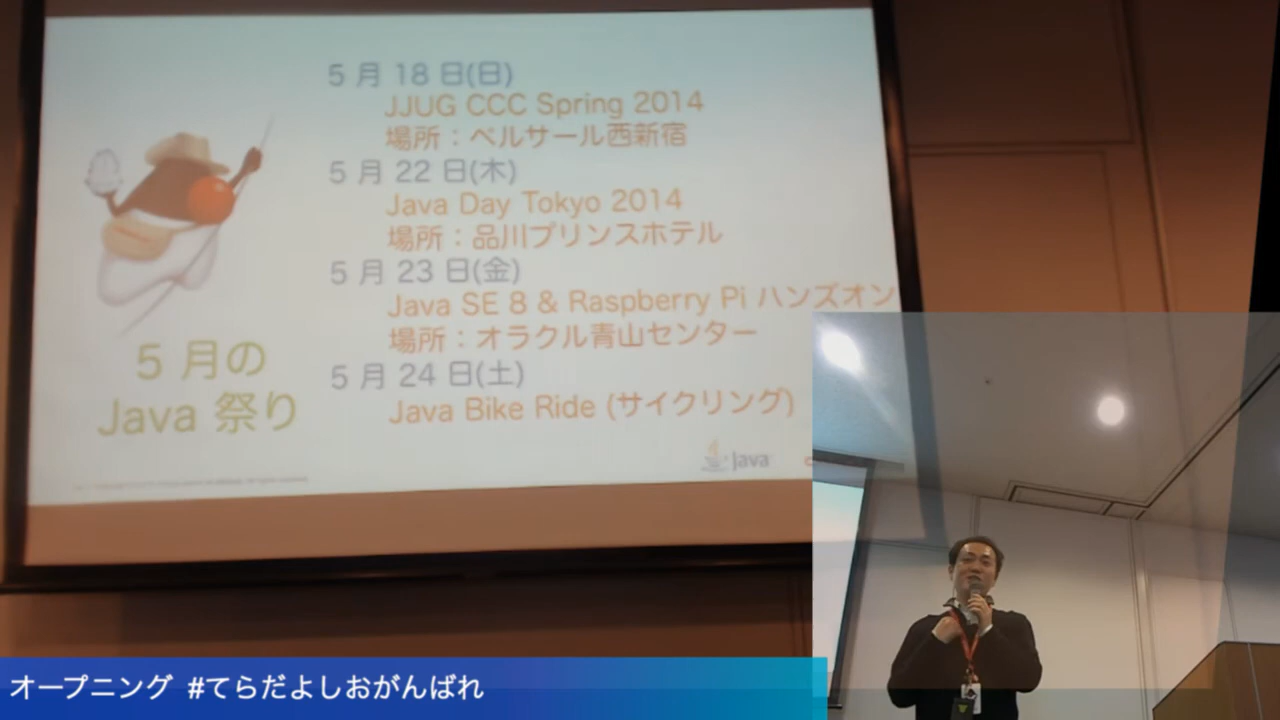 5 月 18 日(日)
JJUG CCC Spring 2014
場所：ベルサール西新宿
5 月 22 日(木)
Java Day Tokyo 2014
場所：品川プリンスホテル
5 月 23 日(金)
Java SE 8 & Raspberry Pi ハンズオン
場所：オラクル青山センター
5 月 24 日(土)
Java Bike Ride (サイクリング)
5 月の
Java 祭り
Java
オープニング #てらだよしおがんばれ